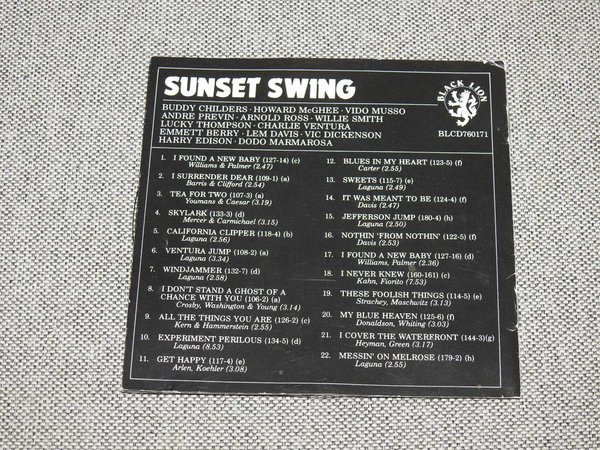 SUNSET SWING
BUDDY CHILDERS · HOWARD McGHEE · VIDO MUSSO
ANDRE PREVIN · ARNOLD ROSS · WILLIE SMITH
LUCKY THOMPSON · CHARLIE VENTURA
EMMETT BERRY · LEM DAVIS · VIC DICKENSON
HARRY EDISON · DODO MARMAROSA
BLACK LION
BLCD760171
1. I FOUND A NEW BABY (127-14) (c)
Williams & Palmer (2.47)
2. I SURRENDER DEAR (109-1) (a)
Barris & Clifford (2.54)
3. TEA FOR TWO (107-3) (a)
Youmans & Caesar (3.19)
4. SKYLARK (133-3) (d)
Mercer & Carmichael (3.15)
5. CALIFORNIA CLIPPER (118-4) (b)
Laguna (2.56)
6. VENTURA JUMP (108-2) (a)
Laguna (3.34)
7. WINDJAMMER (132-7) (d)
Laguna (2.58)
8. I DON'T STAND A GHOST OF A
CHANCE WITH YOU (106-2) (a)
Crosby, Washington & Young (3.14)
9. ALL THE THINGS YOU ARE (126-2) (c)
Kern & Hammerstein (2.55)
10. EXPERIMENT PERILOUS (134-5) (d)
Laguna (8.53)
11. GET HAPPY (117-4) (e)
Arlen, Koehler (3.08)
12. BLUES IN MY HEART (123-5) (f)
Carter (2.55)
13. SWEETS (115-7) (e)
Laguna (2.49)
14. IT WAS MEANT TO BE (124-4) (f)
Davis (2.47)
15. JEFFERSON JUMP (180-4) (h)
Laguna (2.50)
16. NOTHIN 'FROM NOTHIN' (122-5) (f)
Davis (2.53)
17. I FOUND A NEW BABY (127-16) (d)
Williams, Palmer (2.36)
18. I NEVER KNEW (160-161) (c)
Kahn, Fiorito (7.53)
19. THESE FOOLISH THINGS (114-5) (e)
Strachey, Maschwitz (3.13)
20. MY BLUE HEAVEN (125-6) (f)
Donaldson, Whiting (3.03)
21. I COVER THE WATERFRONT (144-3)(g)
Heyman, Green (3.17)
22. MESSIN' ON MELROSE (179-2) (h)
Laguna (2.55)